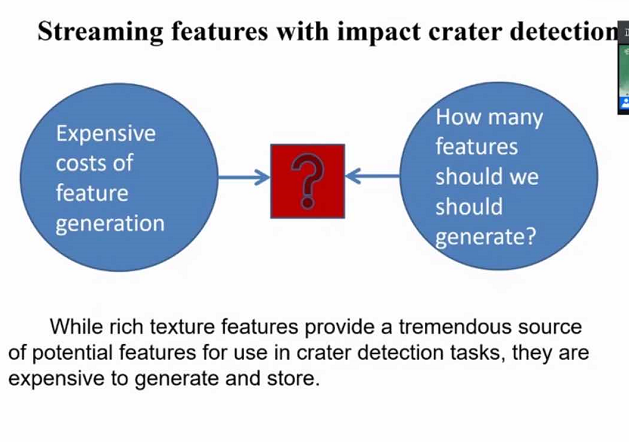 Streaming features with impact crater detection
Expensive
costs of
feature
generation
?
How many
features
should we
should
generate?
While rich texture features provide a tremendous source
of potential features for use in crater detection tasks, they are
expensive to generate and store.